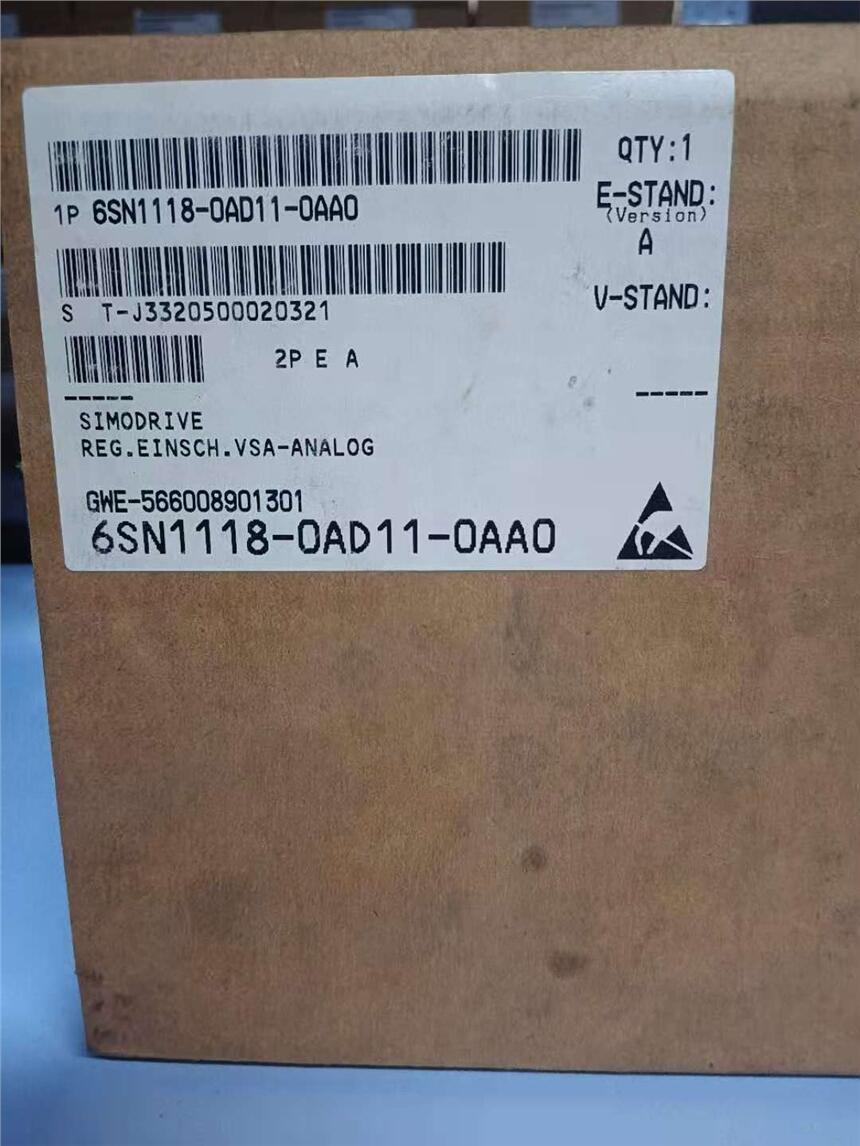 QTY:1
1P 6SN1118-0AD11-0AA0
E-STAND:
(Version)
A
S T-J3320500020321
V-STAND:
2P E A
SIMODRIVE
REG.EINSCH.VSA-ANALOG
GWE-566008901301
6SN1118-0AD11-0AA0